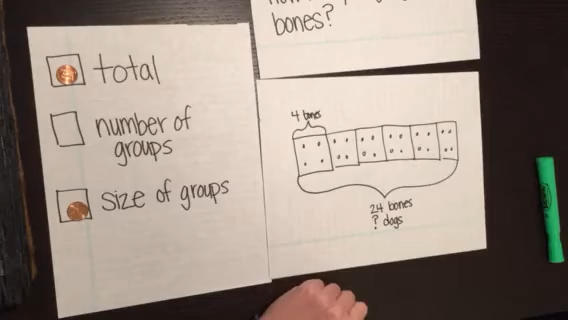 total
number of
groups
size of groups
bones?
4 bones
24 bones
? dogs